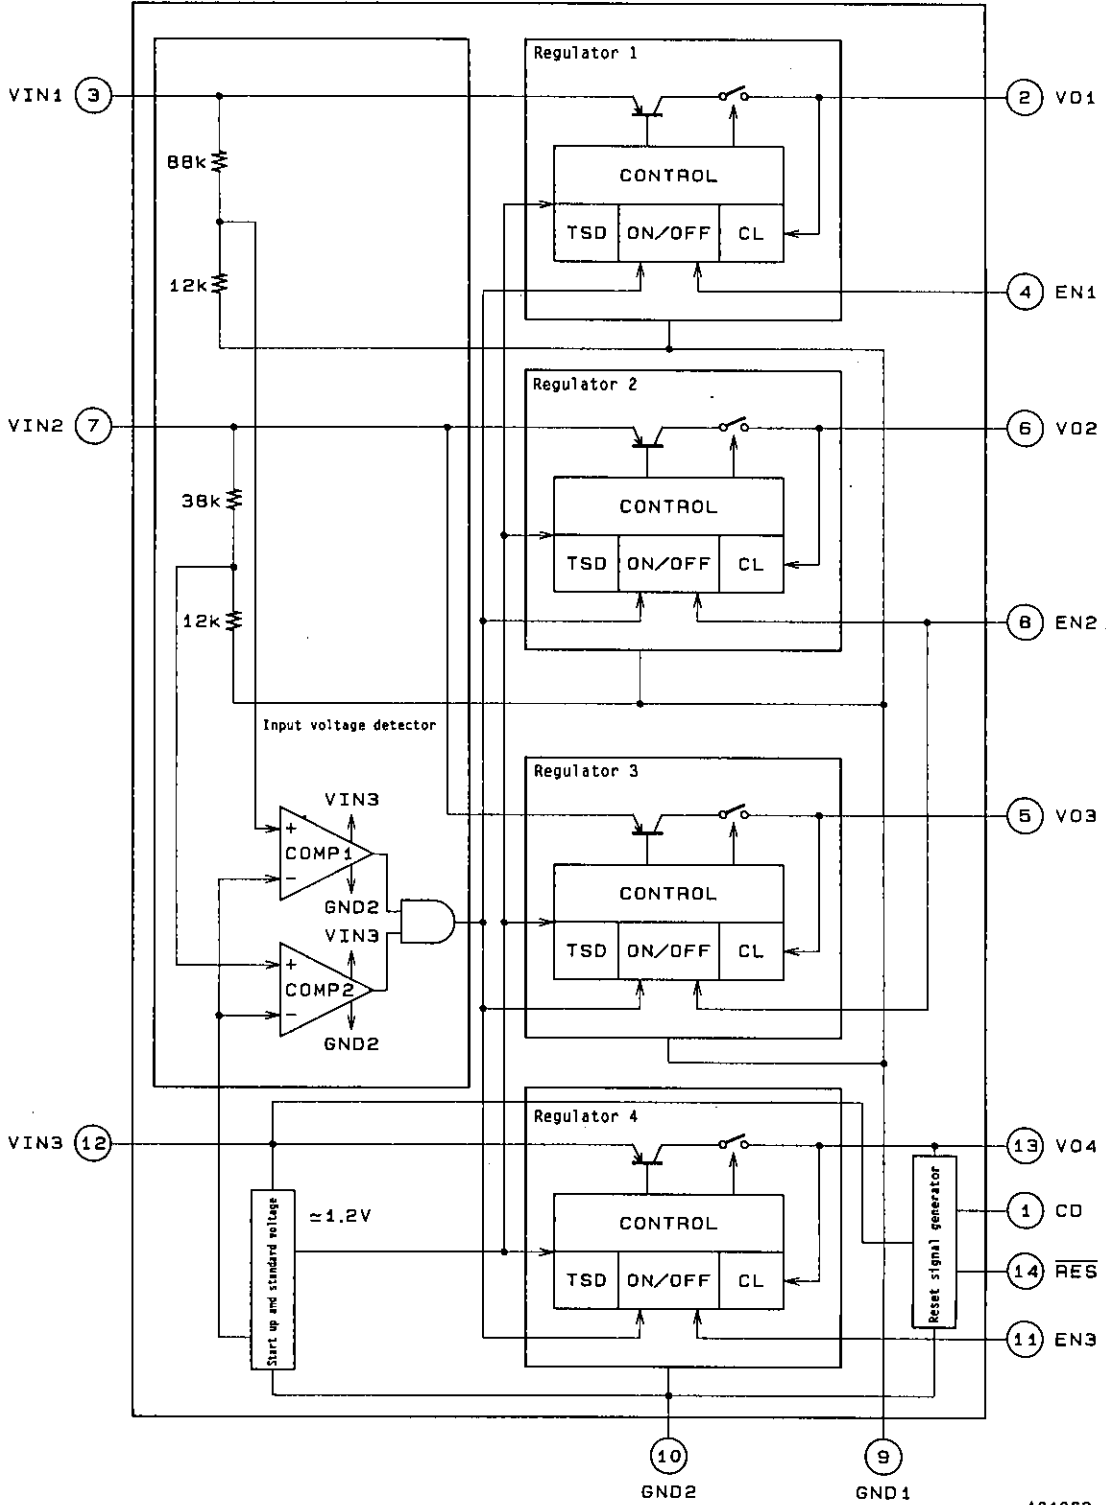 Regulator 1
VIN1 3
2 VO1
88k
CONTROL
TSD ON/OFF CL
12k
4 EN1
Regulator 2
VIN2 7
6 VO2
38k
CONTROL
TSD ON/OFF CL
12k
8 EN2
Input voltage detector
Regulator 3
VIN3
5 VO3
+
COMP1
−
GND2
CONTROL
VIN3
TSD ON/OFF CL
+
COMP2
−
GND2
Regulator 4
VIN3 12
13 VO4
Start up and standard voltage
≃1.2V
CONTROL
Reset signal generator
1 CD
TSD ON/OFF CL
14 RES
11 EN3
10
9
GND2
GND1